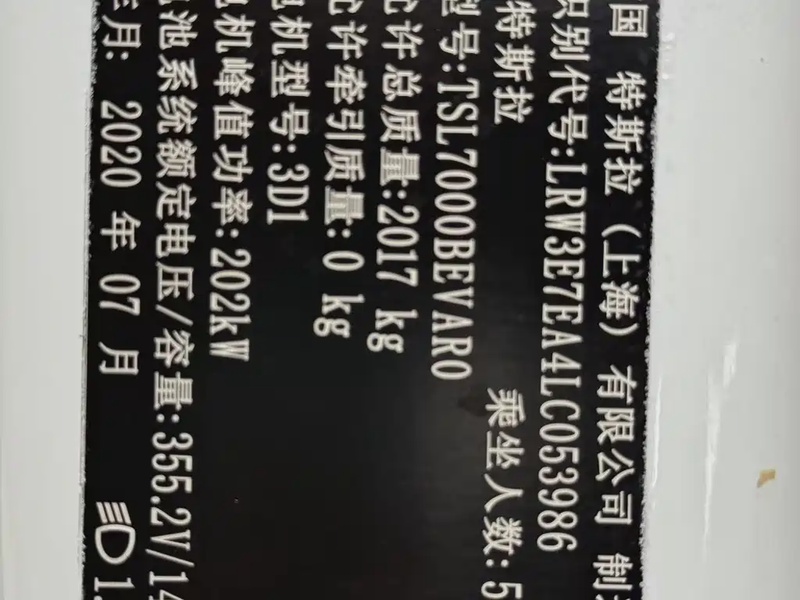 国 特斯拉（上海）有限公司 制
识别代号:LRW3E7EA4LC053986
特斯拉 乘坐人数:5
型号:TSL7000BEVAR0
允许总质量:2017 kg
允许牵引质量:0 kg
机型号:3D1
机峰值功率:202kW
池系统额定电压/容量:355.2V/14
年月: 2020 年 07 月 1.